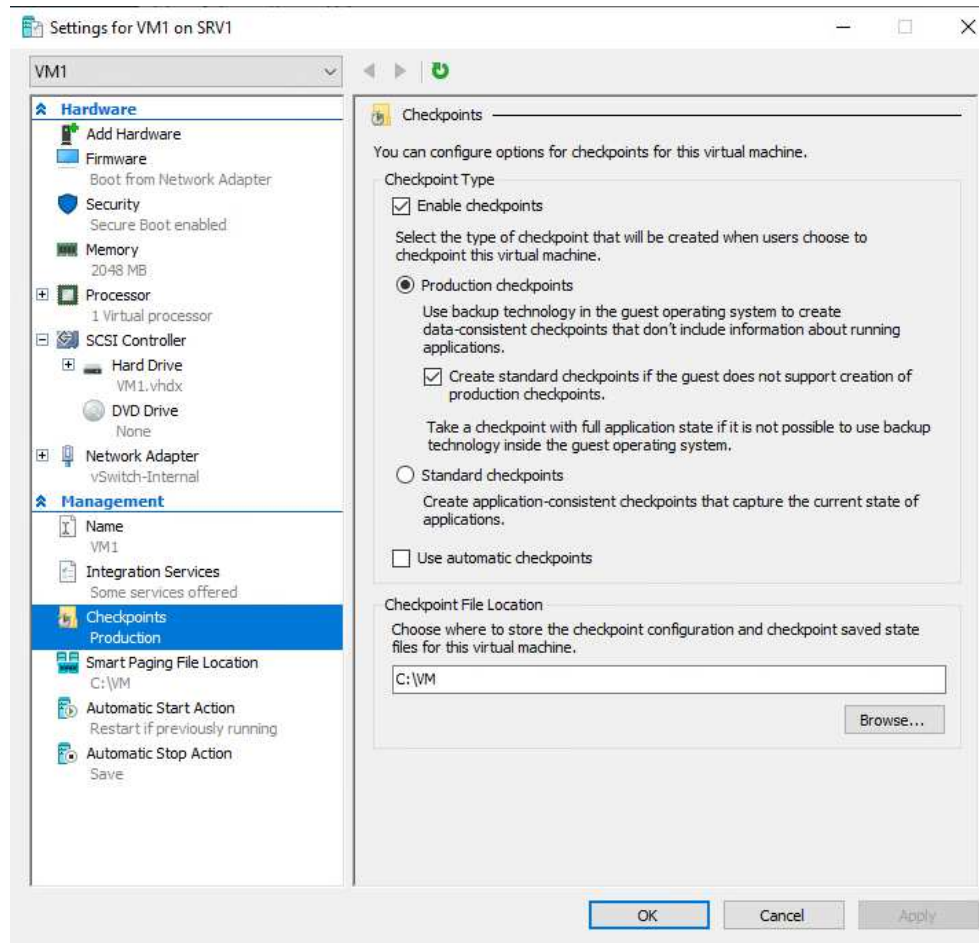 Settings for VM1 on SRV1
VM1
Hardware
Add Hardware
Firmware
Boot from Network Adapter
Security
Secure Boot enabled
Memory
2048 MB
Processor
1 Virtual processor
SCSI Controller
Hard Drive
VM1.vhdx
DVD Drive
None
Network Adapter
vSwitch-Internal
Management
Name
VM1
Integration Services
Some services offered
Checkpoints
Production
Smart Paging File Location
C:\VM
Automatic Start Action
Restart if previously running
Automatic Stop Action
Save
Checkpoints
You can configure options for checkpoints for this virtual machine.
Checkpoint Type
Enable checkpoints
Select the type of checkpoint that will be created when users choose to
checkpoint this virtual machine.
Production checkpoints
Use backup technology in the guest operating system to create
data-consistent checkpoints that don't include information about running
applications.
Create standard checkpoints if the guest does not support creation of
production checkpoints.
Take a checkpoint with full application state if it is not possible to use backup
technology inside the guest operating system.
Standard checkpoints
Create application-consistent checkpoints that capture the current state of
applications.
Use automatic checkpoints
Checkpoint File Location
Choose where to store the checkpoint configuration and checkpoint saved state
files for this virtual machine.
C:\VM
Browse...
OK
Cancel
Apply